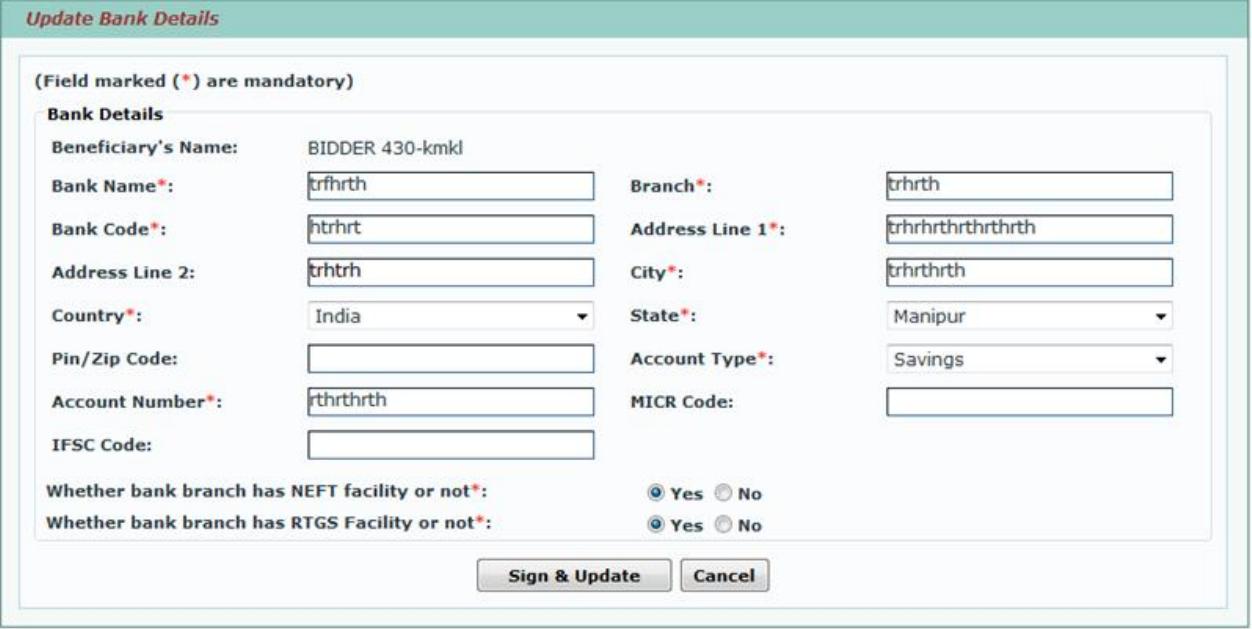 Update Bank Details
(Field marked (*) are mandatory)
Bank Details
Beneficiary's Name: BIDDER 430-kmkl
Bank Name*: trfhrth Branch*: trhrth
Bank Code*: htrhrt Address Line 1*: trhrhrthrthrthrth
Address Line 2: trhtrh City*: trhrthrth
Country*: India State*: Manipur
Pin/Zip Code: Account Type*: Savings
Account Number*: rthrthrth MICR Code:
IFSC Code:
Whether bank branch has NEFT facility or not*: Yes No
Whether bank branch has RTGS Facility or not*: Yes No
Sign & Update Cancel